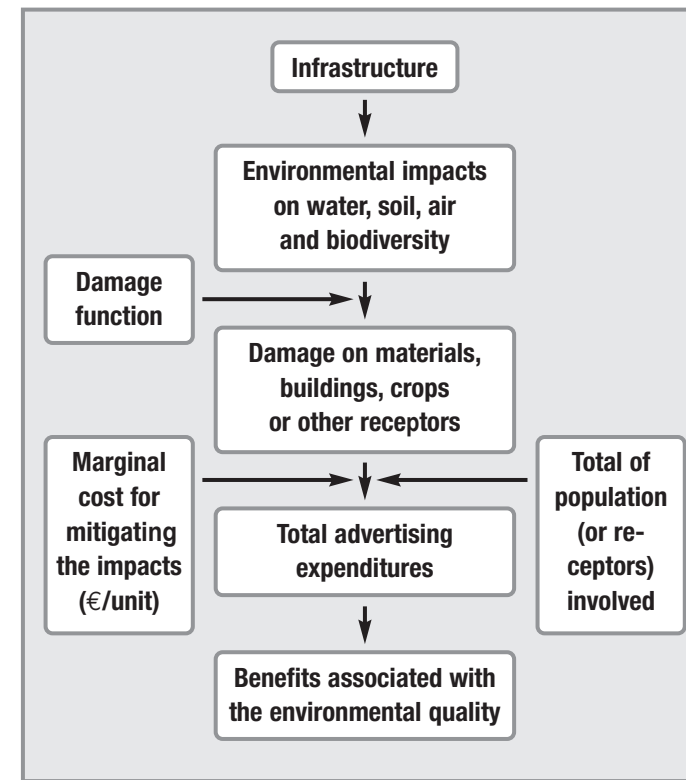 Infrastructure
Environmental impacts
on water, soil, air
and biodiversity
Damage
function
Damage on materials,
buildings, crops
or other receptors
Marginal
cost for
mitigating
the impacts
(€/unit)
Total of
population
(or re-
ceptors)
involved
Total advertising
expenditures
Benefits associated with
the environmental quality